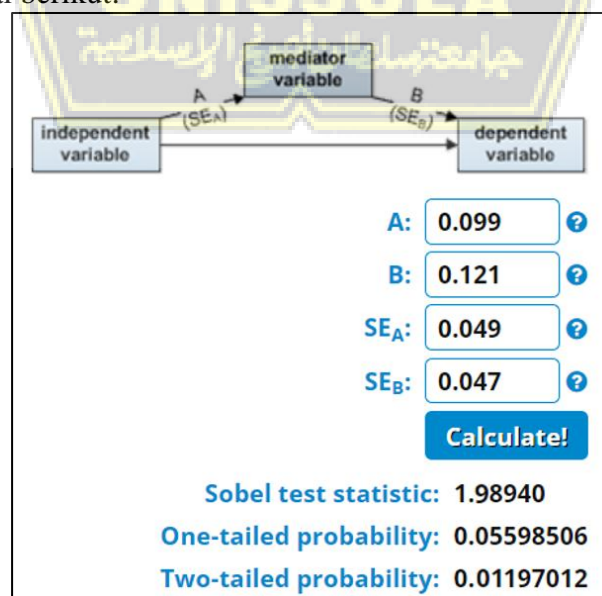 mediator
variable
A
(SEA)
B
(SEB)
independent
variable
dependent
variable
A: 0.099 ?
B: 0.121 ?
SEA: 0.049 ?
SEB: 0.047 ?
Calculate!
Sobel test statistic: 1.98940
One-tailed probability: 0.05598506
Two-tailed probability: 0.01197012